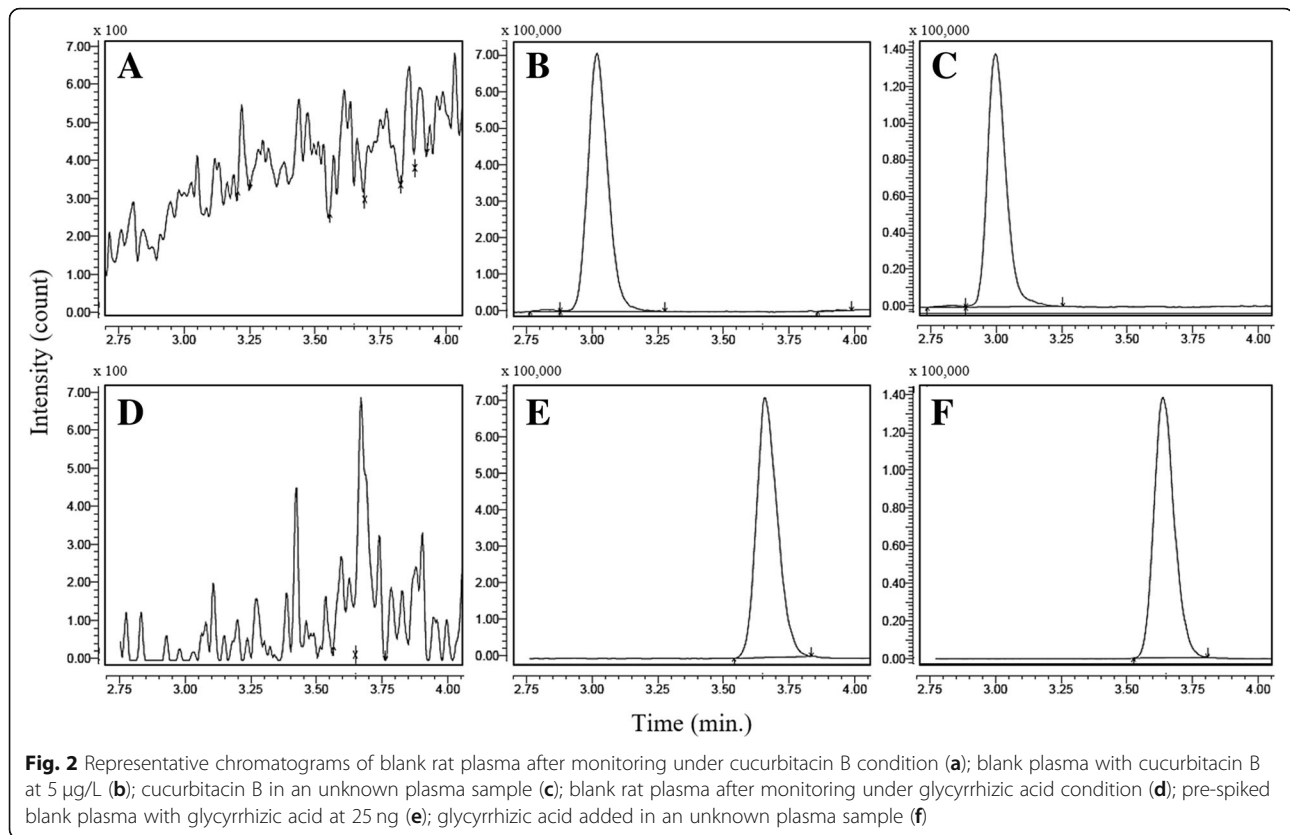 x 100 x 100,000 x 100,000
A B C
7.00 7.00 1.40
6.00 6.00 1.20
5.00 5.00 1.00
4.00 4.00 0.80
3.00 3.00 0.60
2.00 2.00 0.40
1.00 1.00 0.20
0.00 0.00 0.00
2.75 3.00 3.25 3.50 3.75 4.00 2.75 3.00 3.25 3.50 3.75 4.00 2.75 3.00 3.25 3.50 3.75 4.00
Intensity (count)
x 100 x 100,000 x 100,000
D E F
7.00 7.00 1.40
6.00 6.00 1.20
5.00 5.00 1.00
4.00 4.00 0.80
3.00 3.00 0.60
2.00 2.00 0.40
1.00 1.00 0.20
0.00 0.00 0.00
2.75 3.00 3.25 3.50 3.75 4.00 2.75 3.00 3.25 3.50 3.75 4.00 2.75 3.00 3.25 3.50 3.75 4.00
Time (min.)
Fig. 2 Representative chromatograms of blank rat plasma after monitoring under cucurbitacin B condition (a); blank plasma with cucurbitacin B
at 5 μg/L (b); cucurbitacin B in an unknown plasma sample (c); blank rat plasma after monitoring under glycyrrhizic acid condition (d); pre-spiked
blank plasma with glycyrrhizic acid at 25 ng (e); glycyrrhizic acid added in an unknown plasma sample (f)